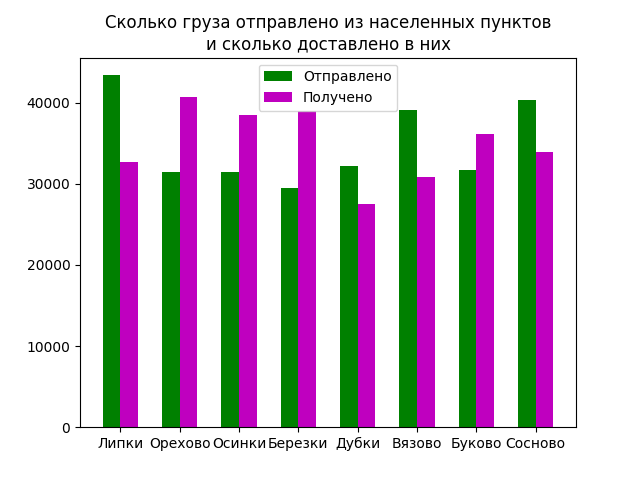 Сколько груза отправлено из населенных пунктов
и сколько доставлено в них
Отправлено
Получено
40000
30000
20000
10000
0
Липки Орехово Осинки Березки Дубки Вязово Буково Сосново